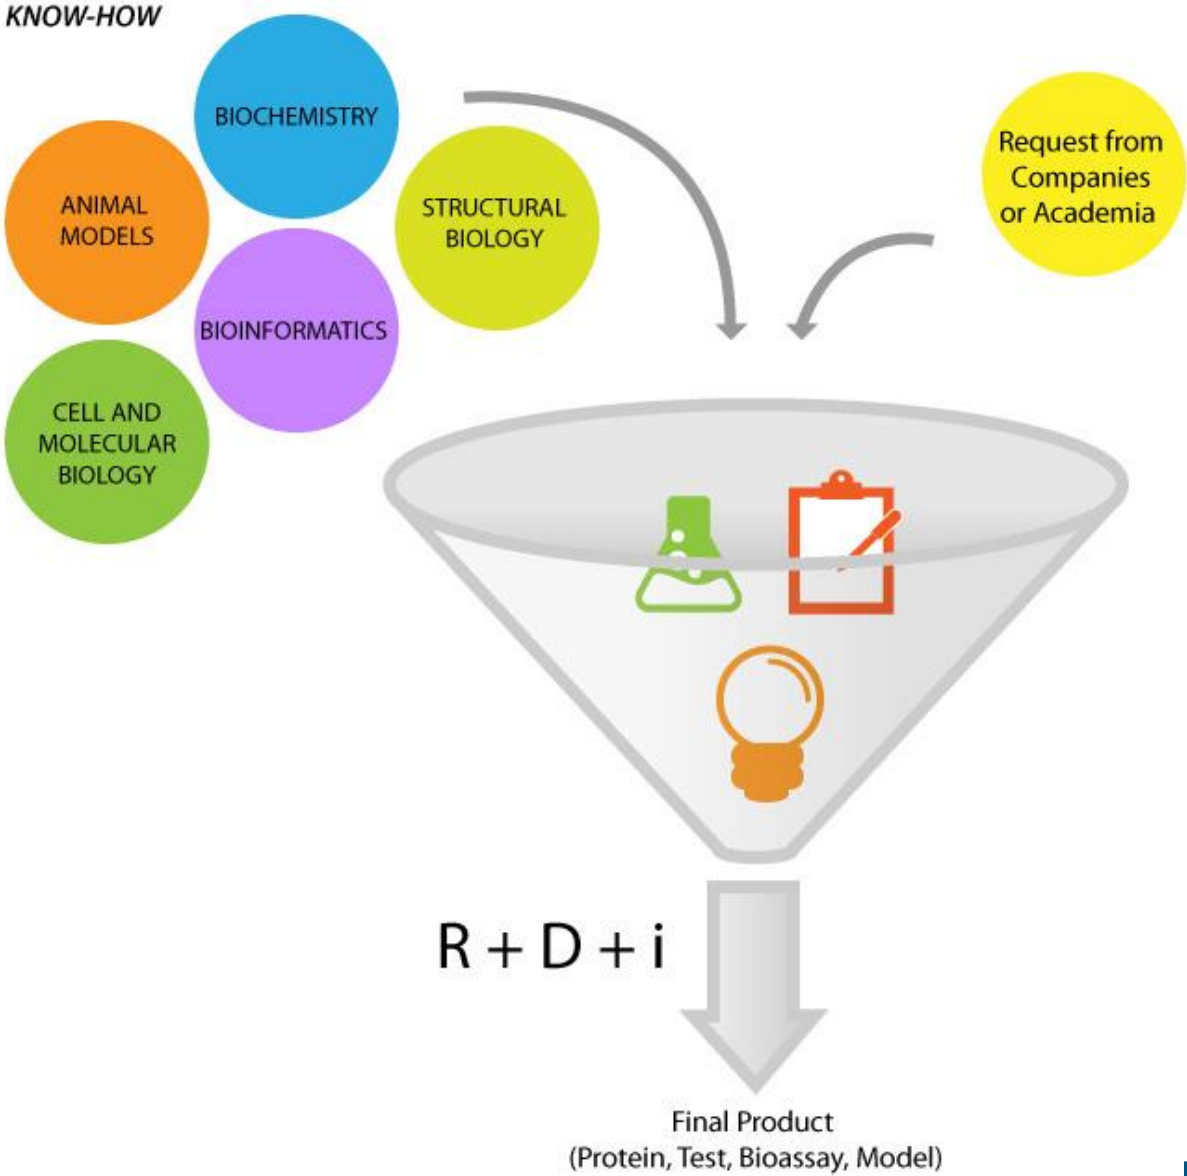 KNOW-HOW
BIOCHEMISTRY
ANIMAL
MODELS
STRUCTURAL
BIOLOGY
BIOINFORMATICS
CELL AND
MOLECULAR
BIOLOGY
Request from
Companies
or Academia
R + D + i
Final Product
(Protein, Test, Bioassay, Model)